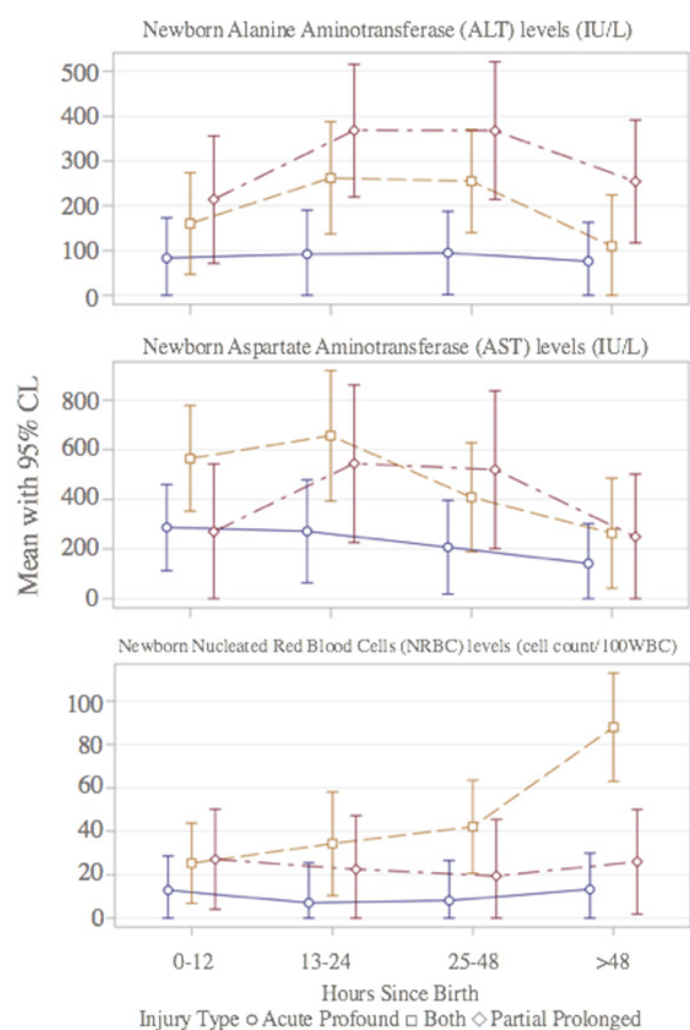 Newborn Alanine Aminotransferase (ALT) levels (IU/L)
500
400
300
200
100
0
Newborn Aspartate Aminotransferase (AST) levels (IU/L)
800
600
400
200
0
Mean with 95% CL
Newborn Nucleated Red Blood Cells (NRBC) levels (cell count/100WBC)
100
80
60
40
20
0
0-12 13-24 25-48 >48
Hours Since Birth
Injury Type Acute Profound Both Partial Prolonged